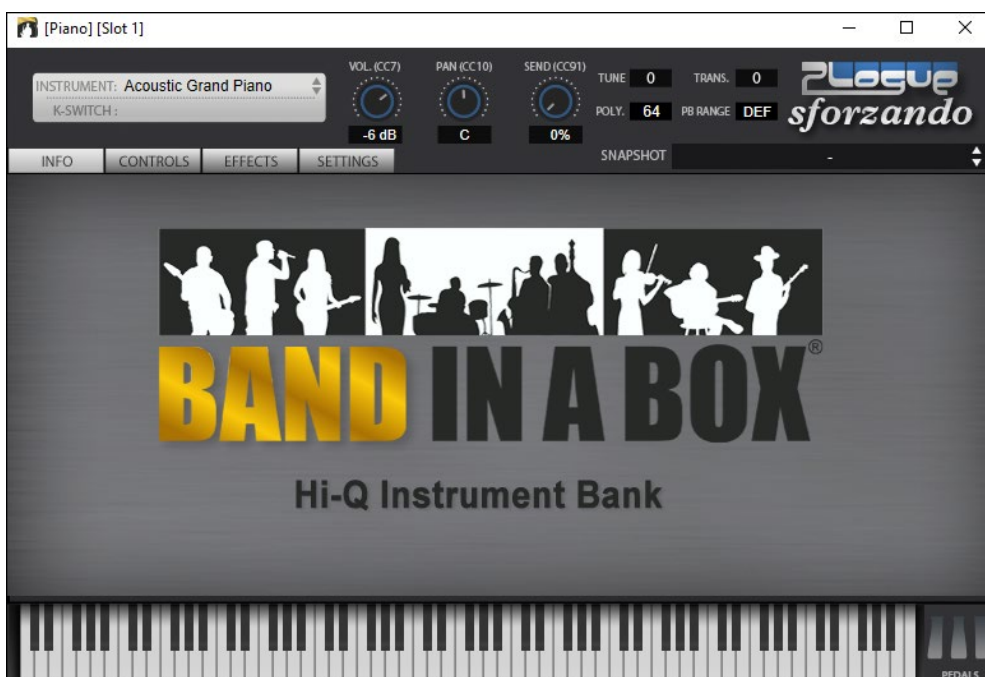 [Piano] [Slot 1]
INSTRUMENT: Acoustic Grand Piano
K-SWITCH :
VOL. (CC7)
-6 dB
PAN (CC10)
C
SEND (CC91)
0%
TUNE 0 TRANS. 0
POLY. 64 PB RANGE DEF
Plogue
sforzando
INFO CONTROLS EFFECTS SETTINGS
SNAPSHOT -
BAND IN A BOX®
Hi-Q Instrument Bank
PEDALS